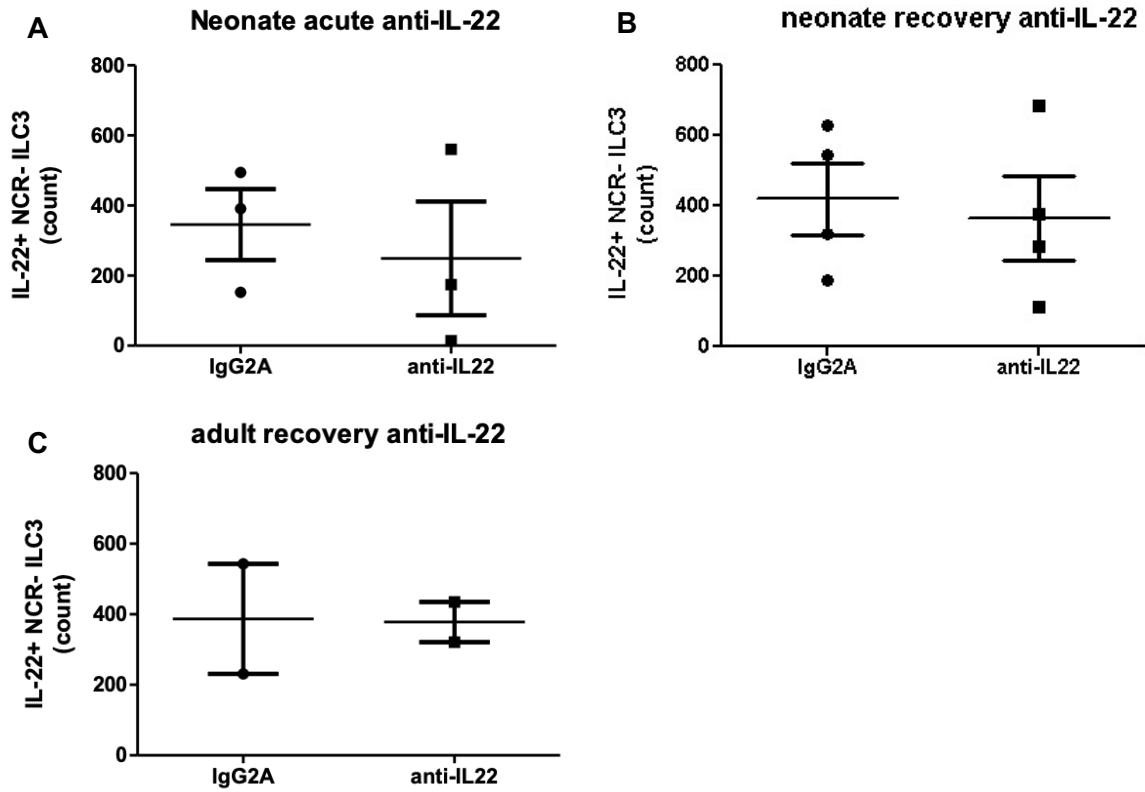 A
Neonate acute anti-IL-22
800
600
400
200
0
IL-22+ NCR- ILC3
(count)
IgG2A
anti-IL22
B
neonate recovery anti-IL-22
800
600
400
200
0
IL-22+ NCR- ILC3
(count)
IgG2A
anti-IL22
C
adult recovery anti-IL-22
800
600
400
200
0
IL-22+ NCR- ILC3
(count)
IgG2A
anti-IL22